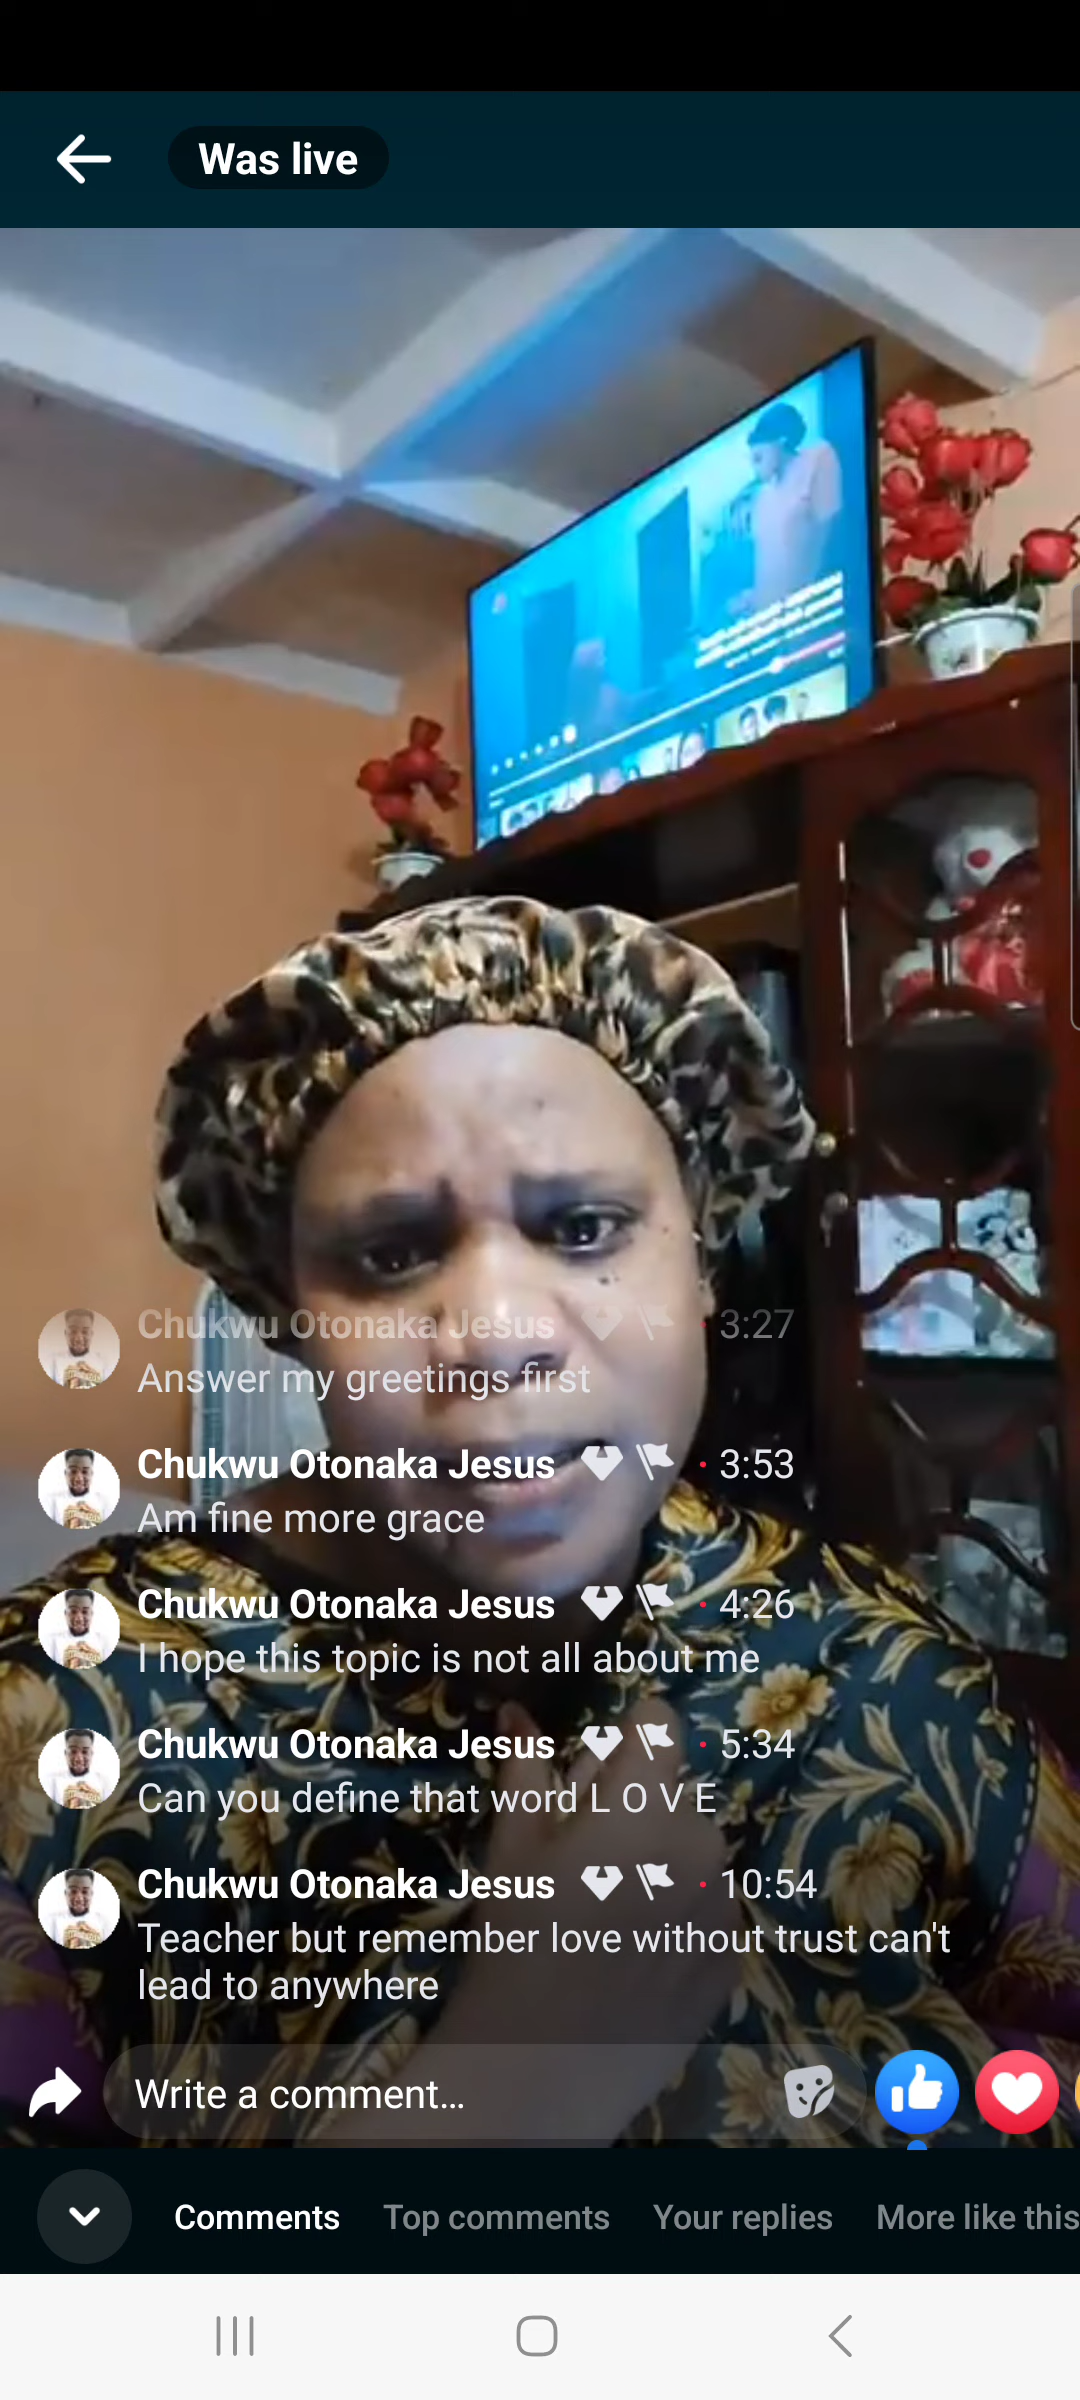 Was live
Chukwu Otonaka Jesus · 3:27
Answer my greetings first
Chukwu Otonaka Jesus · 3:53
Am fine more grace
Chukwu Otonaka Jesus · 4:26
I hope this topic is not all about me
Chukwu Otonaka Jesus · 5:34
Can you define that word L O V E
Chukwu Otonaka Jesus · 10:54
Teacher but remember love without trust can't
lead to anywhere
Write a comment...
Comments Top comments Your replies More like this